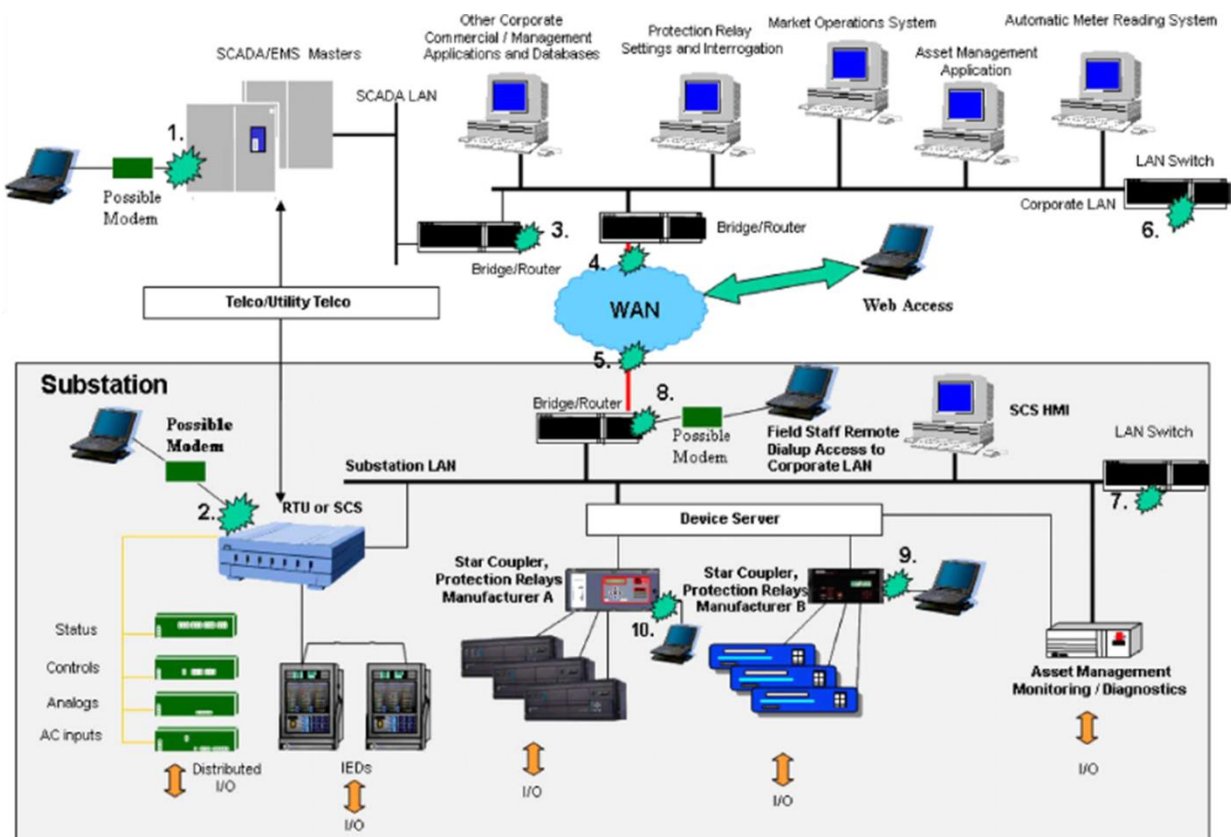 Other Corporate
Commercial / Management
Applications and Databases
Protection Relay
Settings and Interrogation
Market Operations System
Automatic Meter Reading System
Asset Management
Application
SCADA/EMS Masters
SCADA LAN
1.
Possible
Modem
LAN Switch
Corporate LAN
6.
3.
Bridge/Router
Bridge/Router
4.
WAN
Web Access
Telco/Utility Telco
5.
Substation
Possible
Modem
Bridge/Router
8.
Possible
Modem
Field Staff Remote
Dialup Access to
Corporate LAN
SCS HMI
LAN Switch
Substation LAN
7.
2.
RTU or SCS
Device Server
Star Coupler,
Protection Relays
Manufacturer A
10.
Star Coupler,
Protection Relays
Manufacturer B
9.
Status
Controls
Analogs
AC inputs
Distributed
I/O
IEDs
I/O
I/O
I/O
Asset Management
Monitoring / Diagnostics
I/O